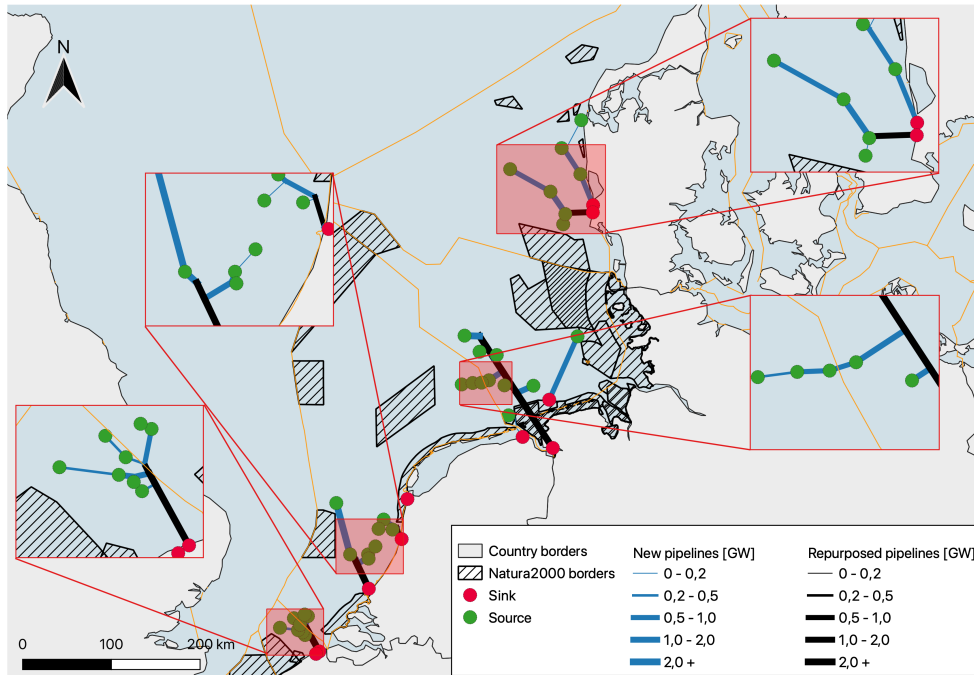 N
0
100
200 km
Country borders
Natura2000 borders
Sink
Source
New pipelines [GW]
0 - 0,2
0,2 - 0,5
0,5 - 1,0
1,0 - 2,0
2,0 +
Repurposed pipelines [GW]
0 - 0,2
0,2 - 0,5
0,5 - 1,0
1,0 - 2,0
2,0 +